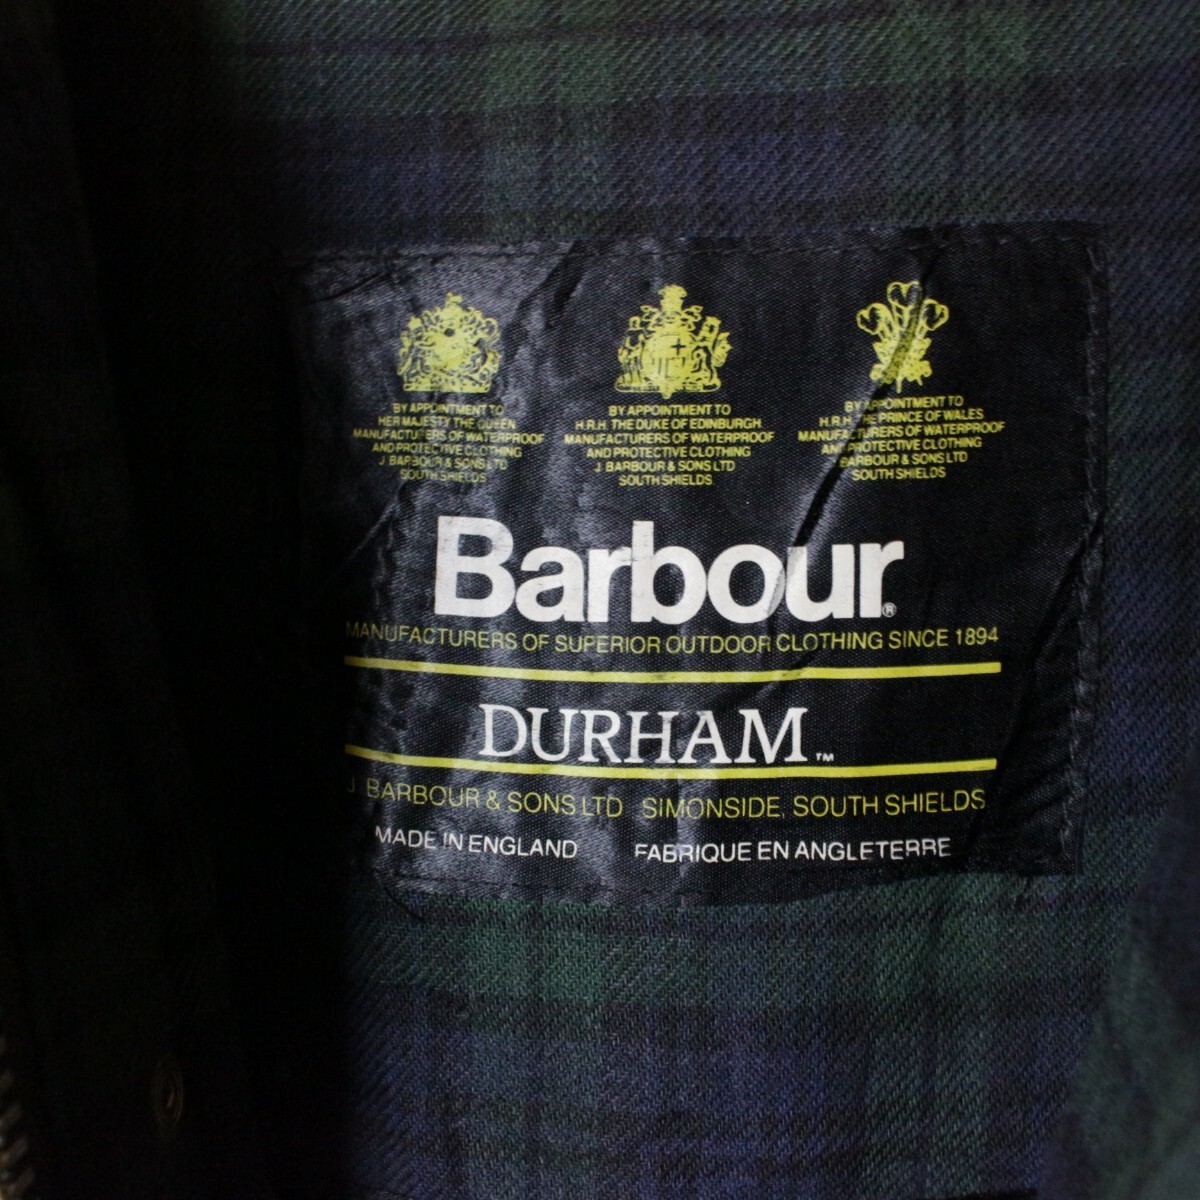 BY APPOINTMENT TO
HER MAJESTY THE QUEEN
MANUFACTURERS OF WATERPROOF
AND PROTECTIVE CLOTHING
J. BARBOUR & SONS LTD
SOUTH SHIELDS
BY APPOINTMENT TO
H.R.H. THE DUKE OF EDINBURGH
MANUFACTURERS OF WATERPROOF
AND PROTECTIVE CLOTHING
J. BARBOUR & SONS LTD
SOUTH SHIELDS
BY APPOINTMENT TO
H.R.H. THE PRINCE OF WALES
MANUFACTURERS OF WATERPROOF
AND PROTECTIVE CLOTHING
BARBOUR & SONS LTD
SOUTH SHIELDS
Barbour®
MANUFACTURERS OF SUPERIOR OUTDOOR CLOTHING SINCE 1894
DURHAM™
J BARBOUR & SONS LTD SIMONSIDE, SOUTH SHIELDS
MADE IN ENGLAND FABRIQUE EN ANGLETERRE